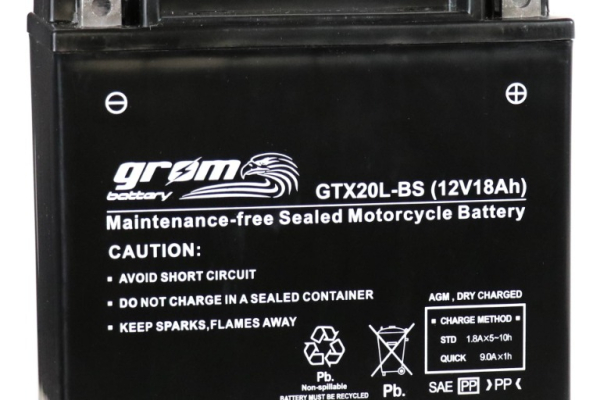 ⊖ ⊕
grøm
battery
GTX20L-BS (12V18Ah)
Maintenance-free Sealed Motorcycle Battery
CAUTION:
▪ AVOID SHORT CIRCUIT
▪ DO NOT CHARGE IN A SEALED CONTAINER
▪ KEEP SPARKS,FLAMES AWAY
AGM , DRY CHARGED
▪ CHARGE METHOD ▪
STD 1.8A×5~10h
QUICK 9.0A×1h
Pb.
Non-spillable
BATTERY MUST BE RECYCLED
Pb.
SAE PP 》PP《